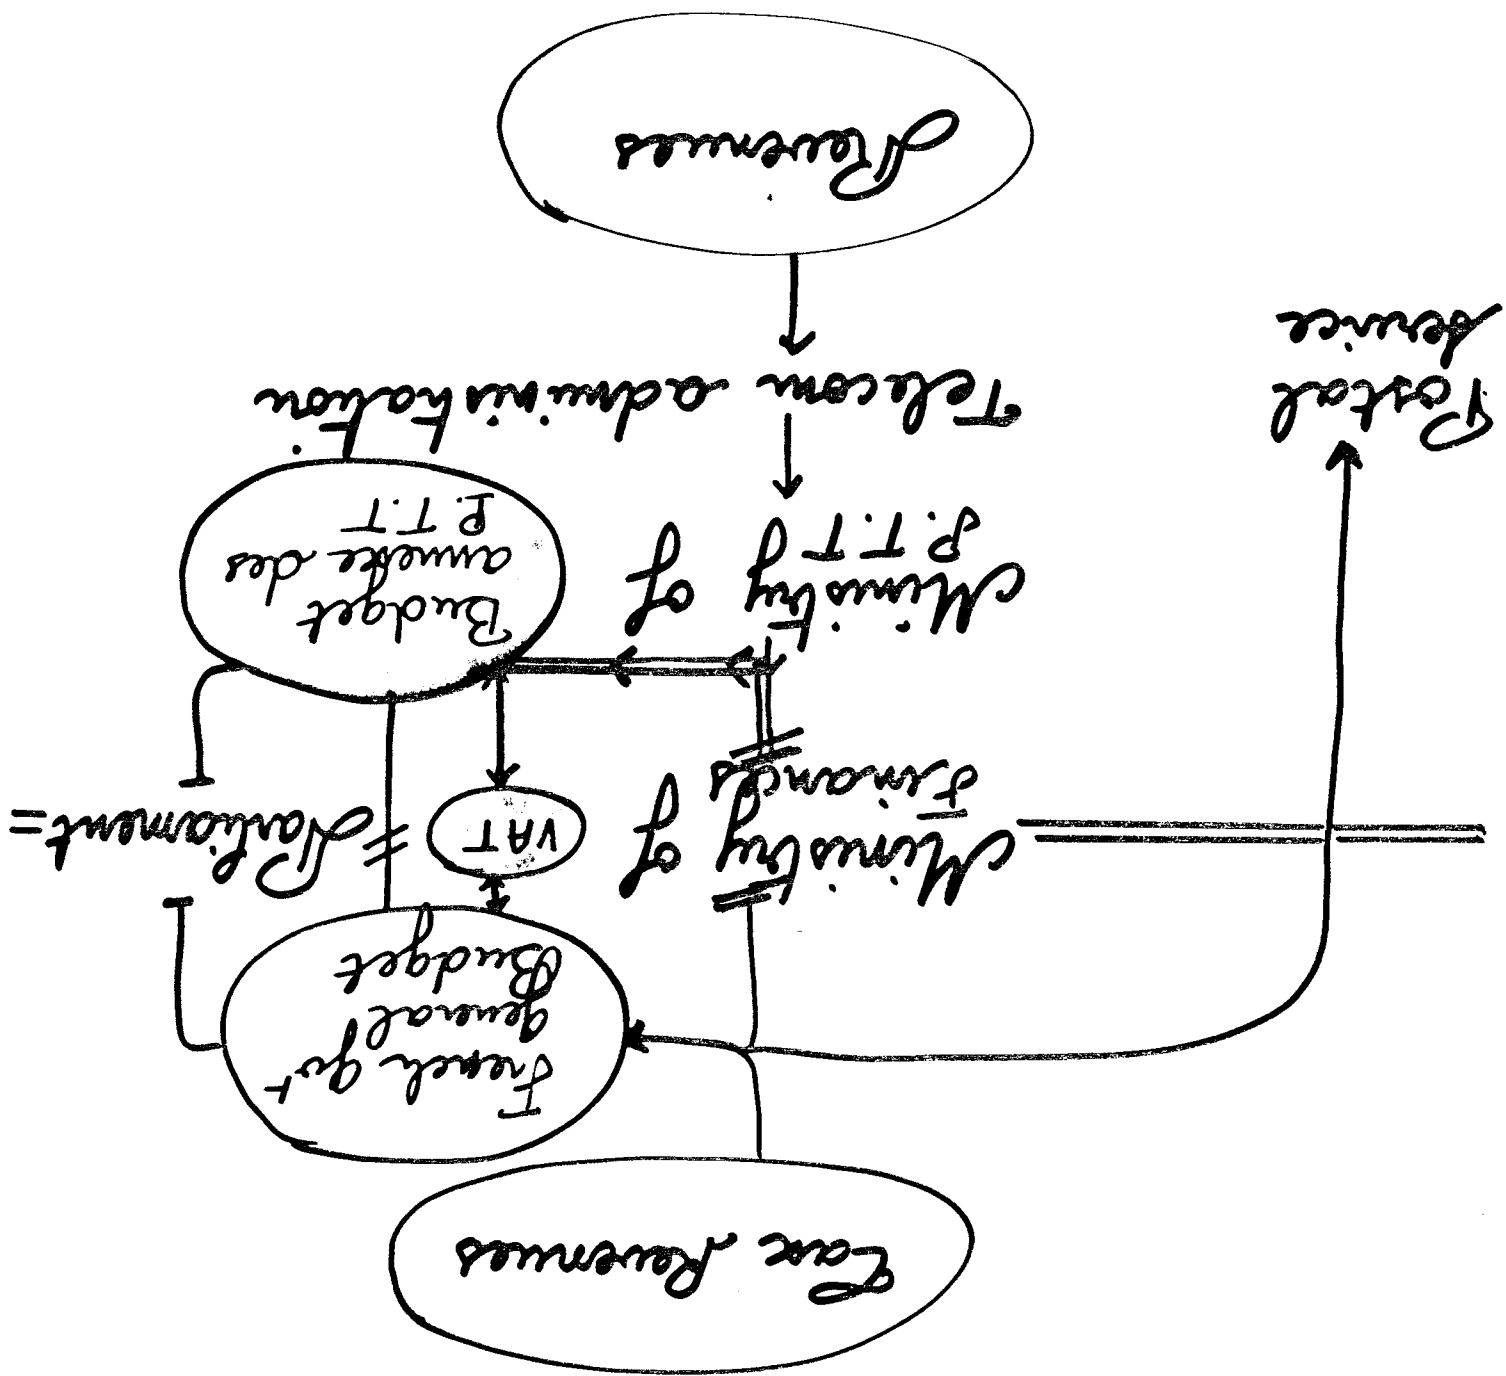 Tax Revenues
French gvt
general
Budget
Ministry of
Finances
VAT
Parliament
Ministry of
P.T.T
Budget
annexe des
P.T.T
Telecom administration
Postal
service
Revenues